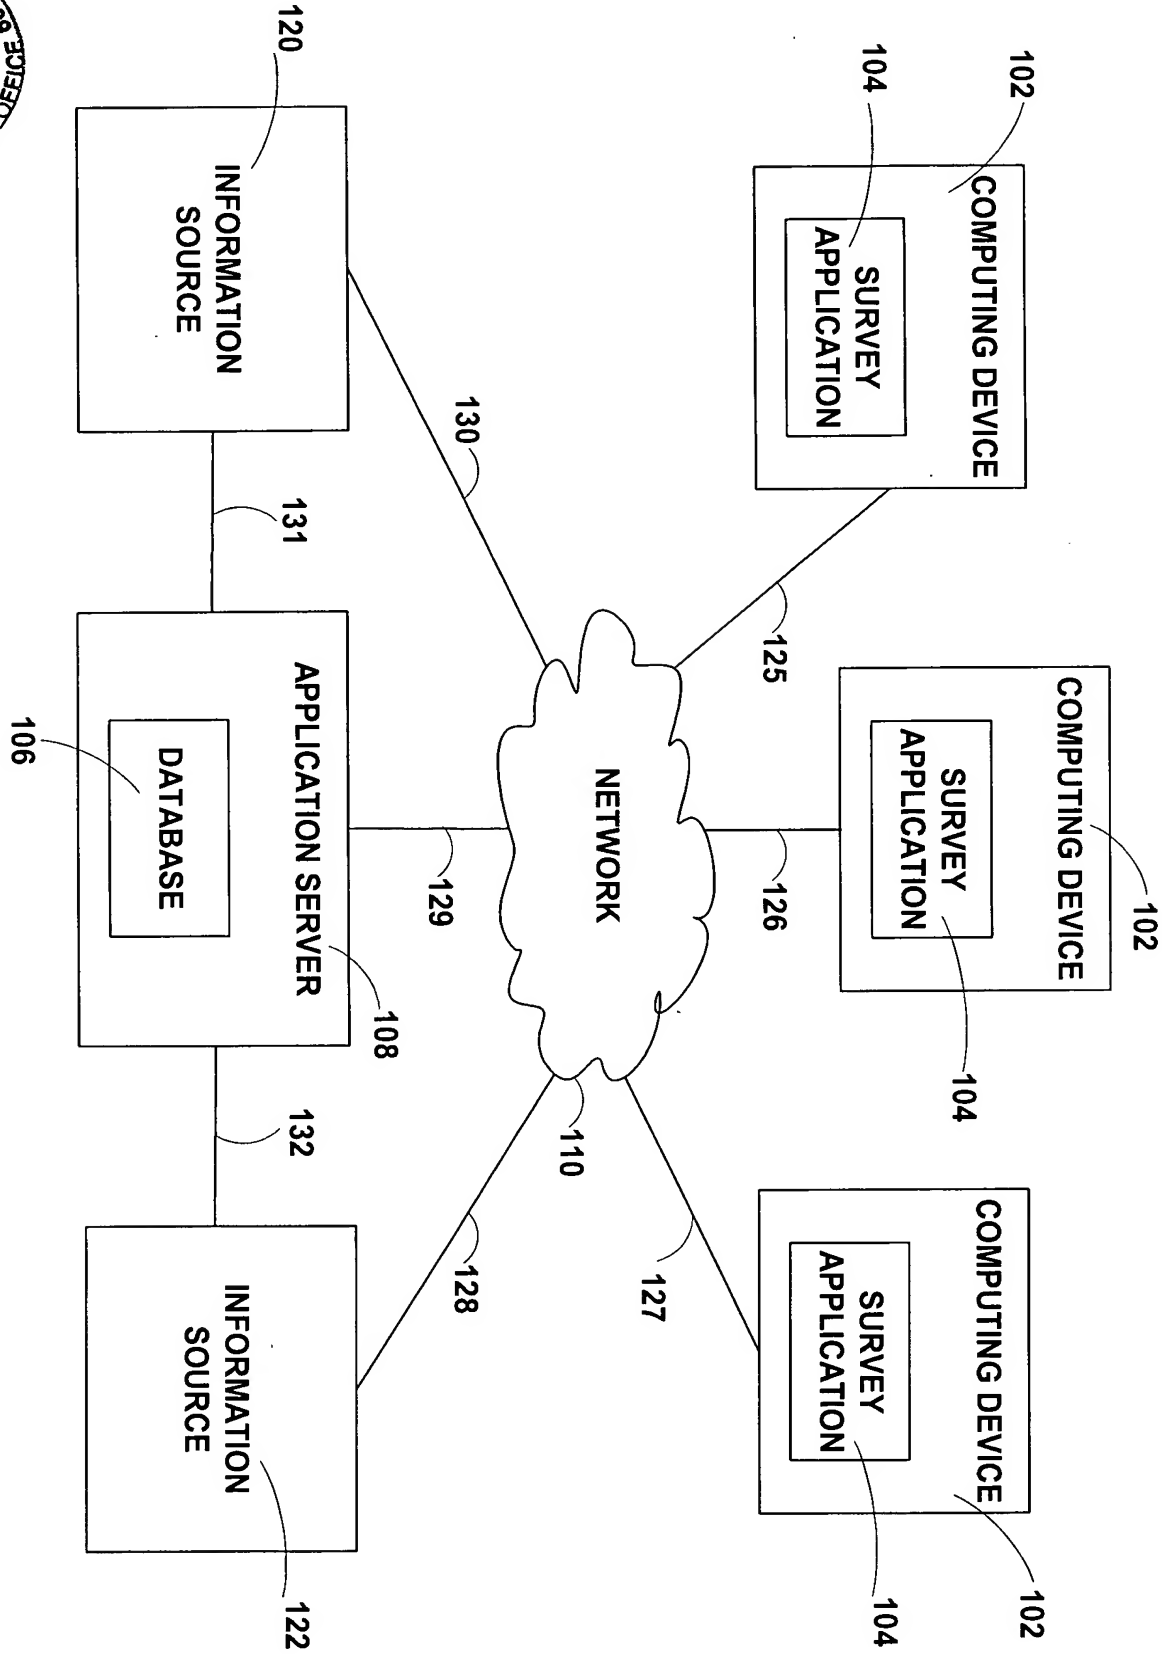 102
104
COMPUTING DEVICE
SURVEY
APPLICATION
102
COMPUTING DEVICE
SURVEY
APPLICATION
104
102
COMPUTING DEVICE
SURVEY
APPLICATION
104
125
126
127
NETWORK
110
130
129
128
120
INFORMATION
SOURCE
131
APPLICATION SERVER
108
DATABASE
106
132
INFORMATION
SOURCE
122